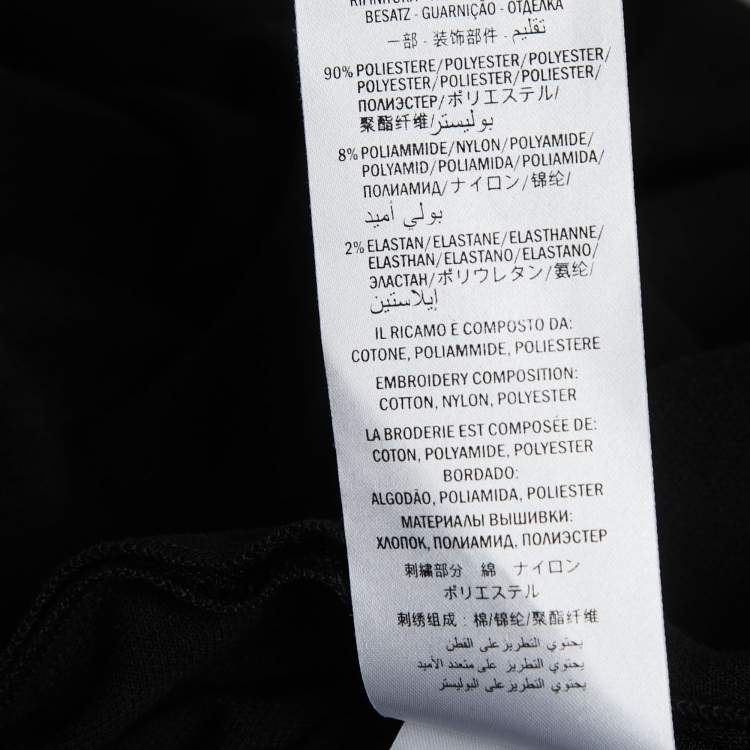 RIFINITURA
BESATZ - GUARNIÇÃO - ОТДЕЛКА
一部 - 装饰部件 - تقليم
90% POLIESTERE/POLYESTER/POLYESTER/
POLYESTER/POLIESTER/POLIESTER/
ПОЛИЭСТЕР/ポリエステル/
聚酯纤维/بوليستر
8% POLIAMMIDE/NYLON/POLYAMIDE/
POLYAMID/POLIAMIDA/POLIAMIDA/
ПОЛИАМИД/ナイロン/锦纶/
بولي أميد
2% ELASTAN/ELASTANE/ELASTHANNE/
ELASTHAN/ELASTANO/ELASTANO/
ЭЛАСТАН/ポリウレタン/氨纶/
إيلاستين
IL RICAMO È COMPOSTO DA:
COTONE, POLIAMMIDE, POLIESTERE
EMBROIDERY COMPOSITION:
COTTON, NYLON, POLYESTER
LA BRODERIE EST COMPOSÉE DE:
COTON, POLYAMIDE, POLYESTER
BORDADO:
ALGODÃO, POLIAMIDA, POLIESTER
МАТЕРИАЛЫ ВЫШИВКИ:
ХЛОПОК, ПОЛИАМИД, ПОЛИЭСТЕР
刺繍部分 綿 ナイロン
ポリエステル
刺绣组成：棉/锦纶/聚酯纤维
يحتوي التطريز على القطن
يحتوي التطريز على متعدد الأميد
يحتوي التطريز على البوليستر